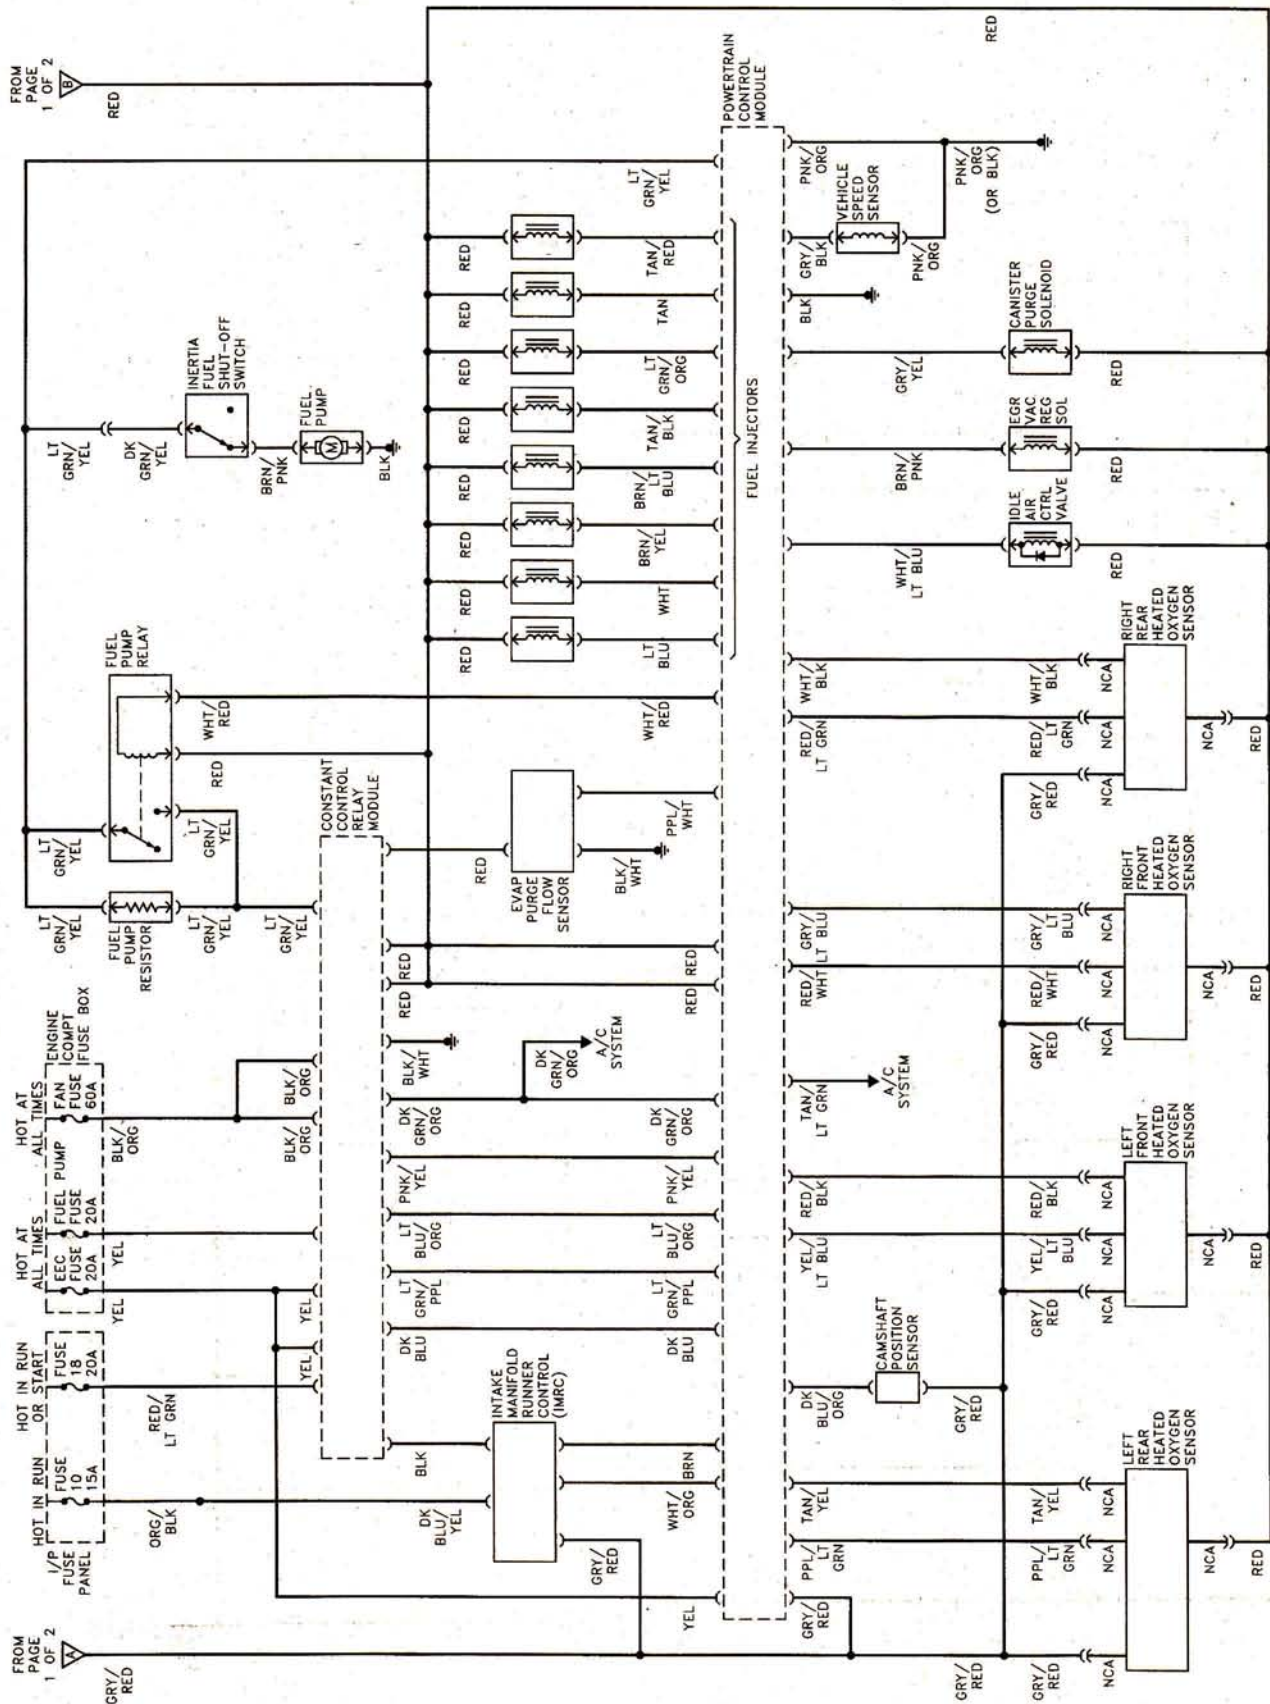 FROM
PAGE
1 OF 2
A
GRY/
RED
HOT IN RUN
I/P
FUSE
PANEL
FUSE
10
15A
HOT IN RUN
OR START
FUSE
18
20A
HOT AT
ALL TIMES
EEC
FUSE
20A
FUEL PUMP
FUSE
20A
HOT AT
ALL TIMES
FAN
FUSE
60A
ENGINE
COMPT
FUSE BOX
FROM
PAGE
1 OF 2
B
RED
ORG/
BLK
RED/
LT GRN
YEL
YEL
BLK/
ORG
LT
GRN/
YEL
FUEL
PUMP
RESISTOR
LT
GRN/
YEL
LT
GRN/
YEL
FUEL
PUMP
RELAY
LT
GRN/
YEL
RED
WHT/
RED
LT
GRN/
YEL
DK
GRN/
YEL
INERTIA
FUEL
SHUT-OFF
SWITCH
BRN/
PNK
FUEL
PUMP
M
BLK
YEL
YEL
BLK/
ORG
BLK/
ORG
LT
GRN/
YEL
CONSTANT
CONTROL
RELAY
MODULE
BLK
DK
BLU
LT
GRN/
PPL
LT
BLU/
ORG
PNK/
YEL
DK
GRN/
ORG
BLK/
WHT
RED
RED
RED
DK
BLU/
YEL
INTAKE
MANIFOLD
RUNNER
CONTROL
(IMRC)
DK
GRN/
ORG
A/C
SYSTEM
EVAP
PURGE
FLOW
SENSOR
BLK/
WHT
PPL/
WHT
RED
RED
RED
RED
RED
RED
RED
RED
GRY/
RED
YEL
WHT/
ORG
BRN
DK
BLU
LT
GRN/
PPL
LT
BLU/
ORG
PNK/
YEL
DK
GRN/
ORG
RED
RED
WHT/
RED
LT
BLU
WHT
BRN/
YEL
BRN/
LT
BLU
TAN/
BLK
LT
GRN/
ORG
TAN
TAN/
RED
LT
GRN/
YEL
FUEL INJECTORS
POWERTRAIN
CONTROL
MODULE
GRY/
RED
PPL/
LT
GRN
TAN/
YEL
DK
BLU/
ORG
YEL/
LT BLU
RED/
BLK
TAN/
LT GRN
RED/
WHT
GRY/
LT BLU
RED/
LT GRN
WHT/
BLK
WHT/
LT BLU
BRN/
PNK
GRY/
YEL
BLK
GRY/
BLK
PNK/
ORG
VEHICLE
SPEED
SENSOR
PNK/
ORG
PNK/
ORG
(OR BLK)
CAMSHAFT
POSITION
SENSOR
GRY/
RED
A/C
SYSTEM
IDLE
AIR
CTRL
VALVE
EGR
VAC
REG
SOL
CANISTER
PURGE
SOLENOID
RED
RED
RED
RED
GRY/
RED
GRY/
RED
PPL/
LT
GRN
TAN/
YEL
GRY/
RED
YEL/
LT
BLU
RED/
BLK
GRY/
RED
RED/
WHT
GRY/
LT
BLU
GRY/
RED
RED/
LT
GRN
WHT/
BLK
NCA
NCA
NCA
NCA
NCA
NCA
NCA
NCA
NCA
NCA
NCA
NCA
LEFT
REAR
HEATED
OXYGEN
SENSOR
LEFT
FRONT
HEATED
OXYGEN
SENSOR
RIGHT
FRONT
HEATED
OXYGEN
SENSOR
RIGHT
REAR
HEATED
OXYGEN
SENSOR
NCA
NCA
NCA
NCA
RED
RED
RED
RED